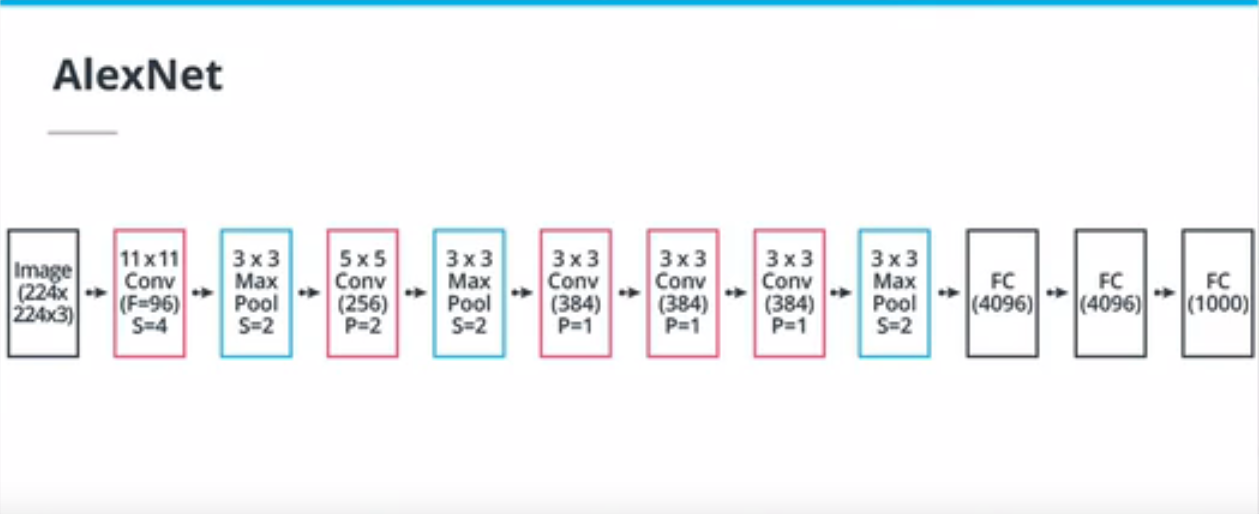 AlexNet
Image
(224x
224x3)
11 x 11
Conv
(F=96)
S=4
3 x 3
Max
Pool
S=2
5 x 5
Conv
(256)
P=2
3 x 3
Max
Pool
S=2
3 x 3
Conv
(384)
P=1
3 x 3
Conv
(384)
P=1
3 x 3
Conv
(384)
P=1
3 x 3
Max
Pool
S=2
FC
(4096)
FC
(4096)
FC
(1000)